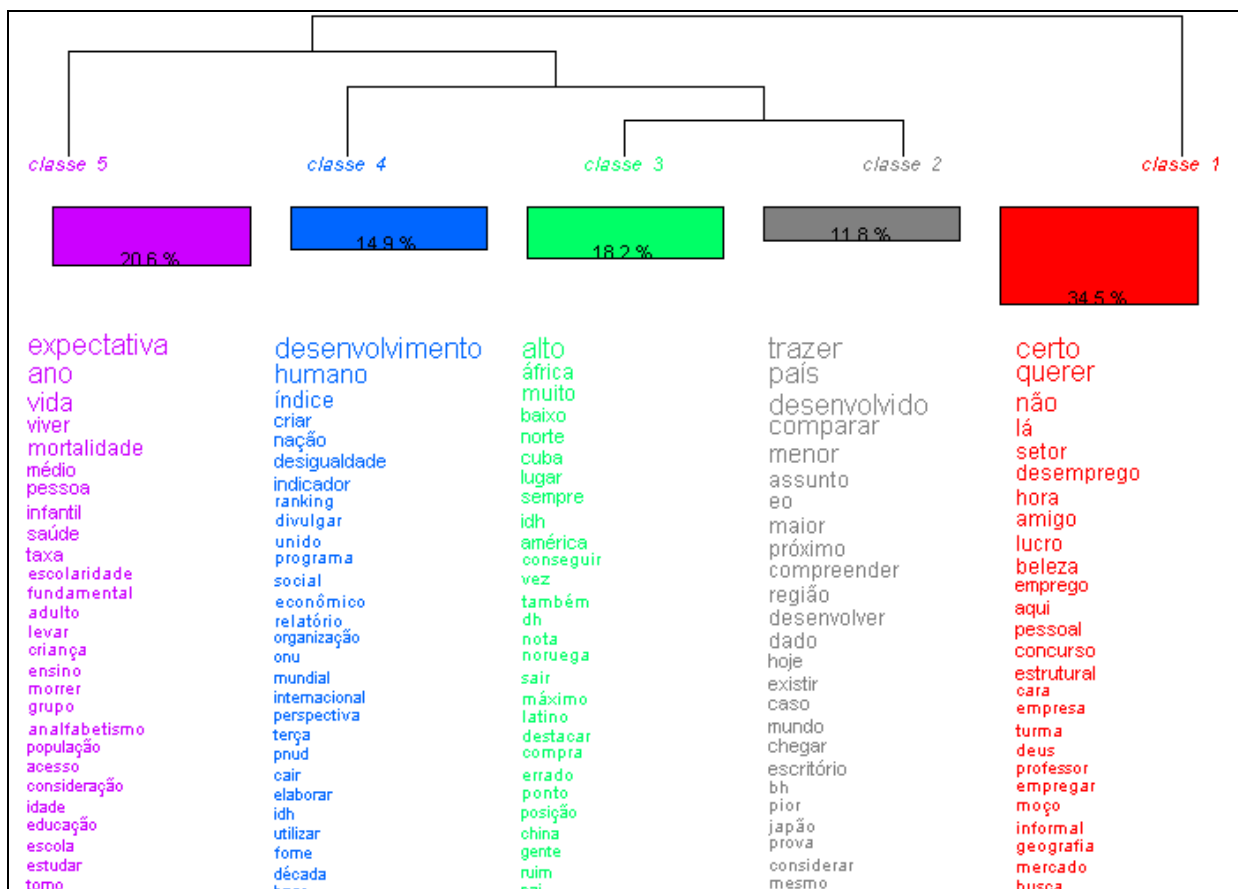 classe 5
classe 4
classe 3
classe 2
classe 1
20.6 %
14.9 %
18.2 %
11.8 %
34.5 %
expectativa
ano
vida
viver
mortalidade
médio
pessoa
infantil
saúde
taxa
escolaridade
fundamental
adulto
levar
criança
ensino
morrer
grupo
analfabetismo
população
acesso
consideração
idade
educação
escola
estudar
desenvolvimento
humano
índice
criar
nação
desigualdade
indicador
ranking
divulgar
unido
programa
social
econômico
relatório
organização
onu
mundial
internacional
perspectiva
terça
pnud
cair
elaborar
idh
utilizar
fome
década
alto
áfrica
muito
baixo
norte
cuba
lugar
sempre
idh
américa
conseguir
vez
também
dh
nota
noruega
sair
máximo
latino
destacar
compra
errado
ponto
posição
china
gente
ruim
trazer
país
desenvolvido
comparar
menor
assunto
eo
maior
próximo
compreender
região
desenvolver
dado
hoje
existir
caso
mundo
chegar
escritório
bh
pior
japão
prova
considerar
mesmo
certo
querer
não
lá
setor
desemprego
hora
amigo
lucro
beleza
emprego
aqui
pessoal
concurso
estrutural
cara
empresa
turma
deus
professor
empregar
moço
informal
geografia
mercado
busca